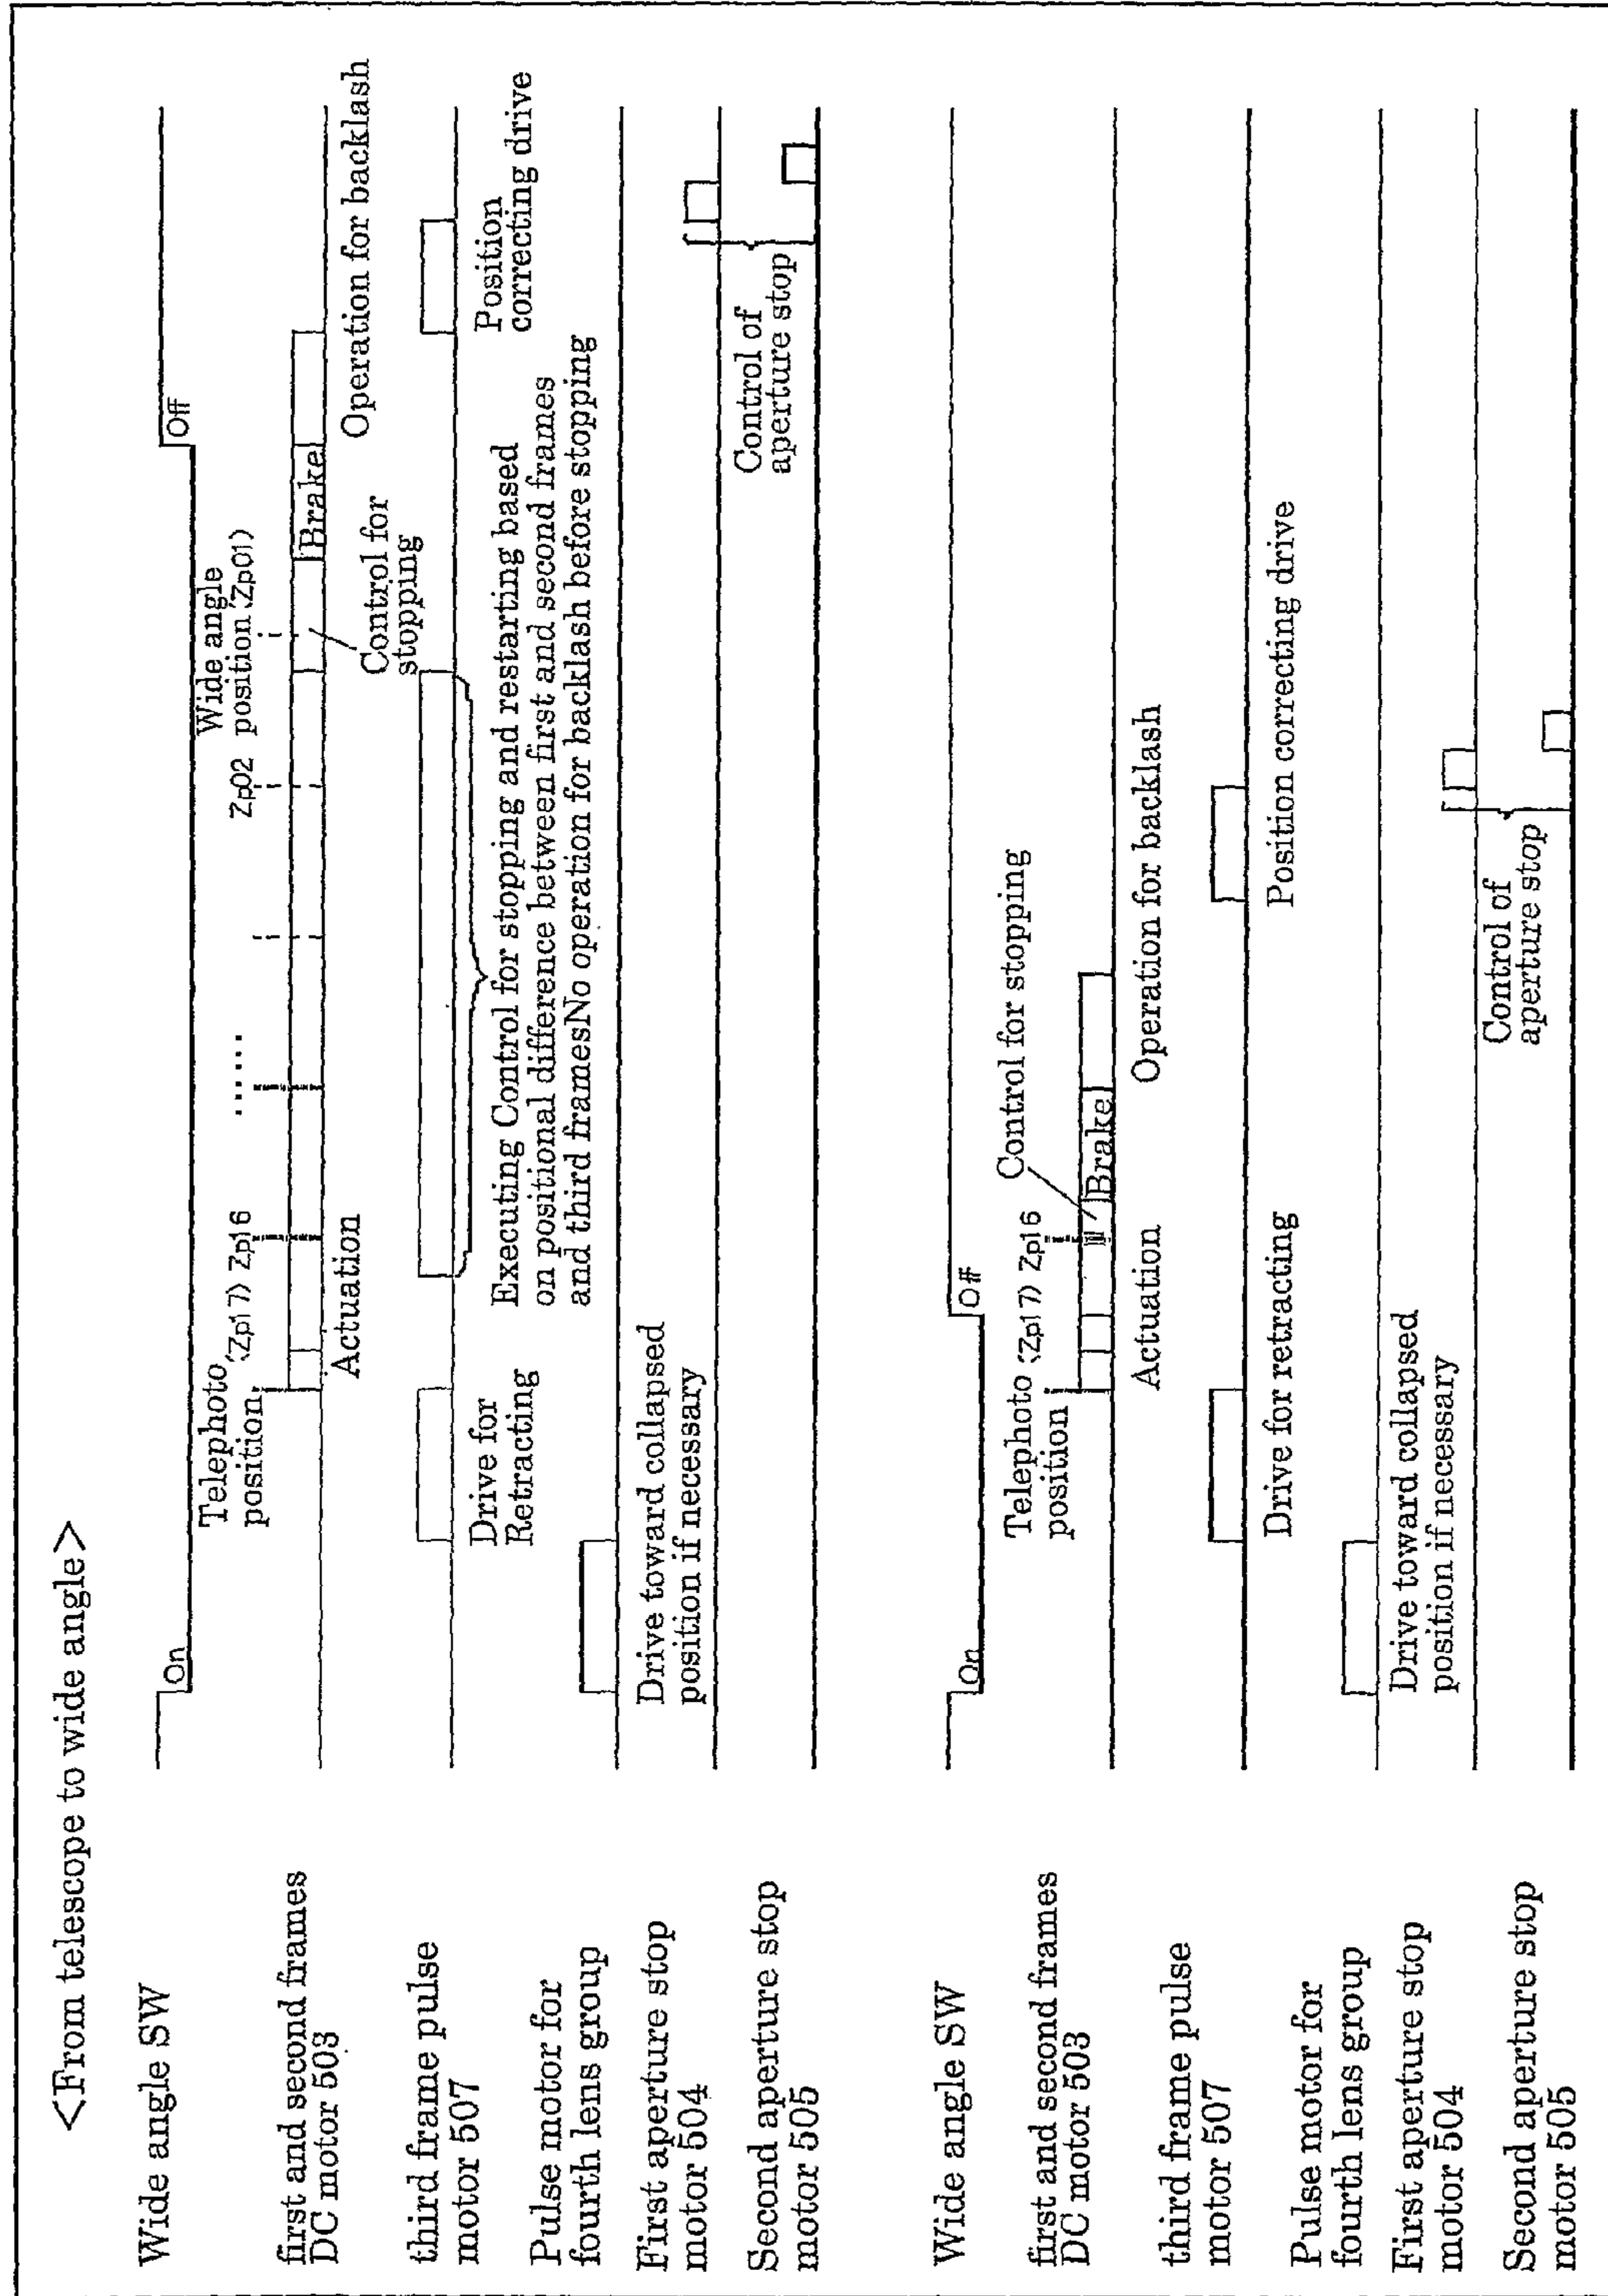 <From telescope to wide angle>
Wide angle SW
On
Off
Telephoto
position
(Zp17)
Zp16
......
Zp02
Wide angle
position (Zp01)
first and second frames
DC motor 503
Actuation
Brake
Control for
stopping
Operation for backlash
third frame pulse
motor 507
Drive for
Retracting
Executing Control for stopping and restarting based
on positional difference between first and second frames
and third framesNo operation for backlash before stopping
Position
correcting drive
Pulse motor for
fourth lens group
Drive toward collapsed
position if necessary
First aperture stop
motor 504
Control of
aperture stop
Second aperture stop
motor 505
Wide angle SW
On
Off
Telephoto
position
(Zp17)
Zp16
Control for stopping
first and second frames
DC motor 503
Actuation
Brake
Operation for backlash
third frame pulse
motor 507
Drive for retracting
Position correcting drive
Pulse motor for
fourth lens group
Drive toward collapsed
position if necessary
First aperture stop
motor 504
Control of
aperture stop
Second aperture stop
motor 505